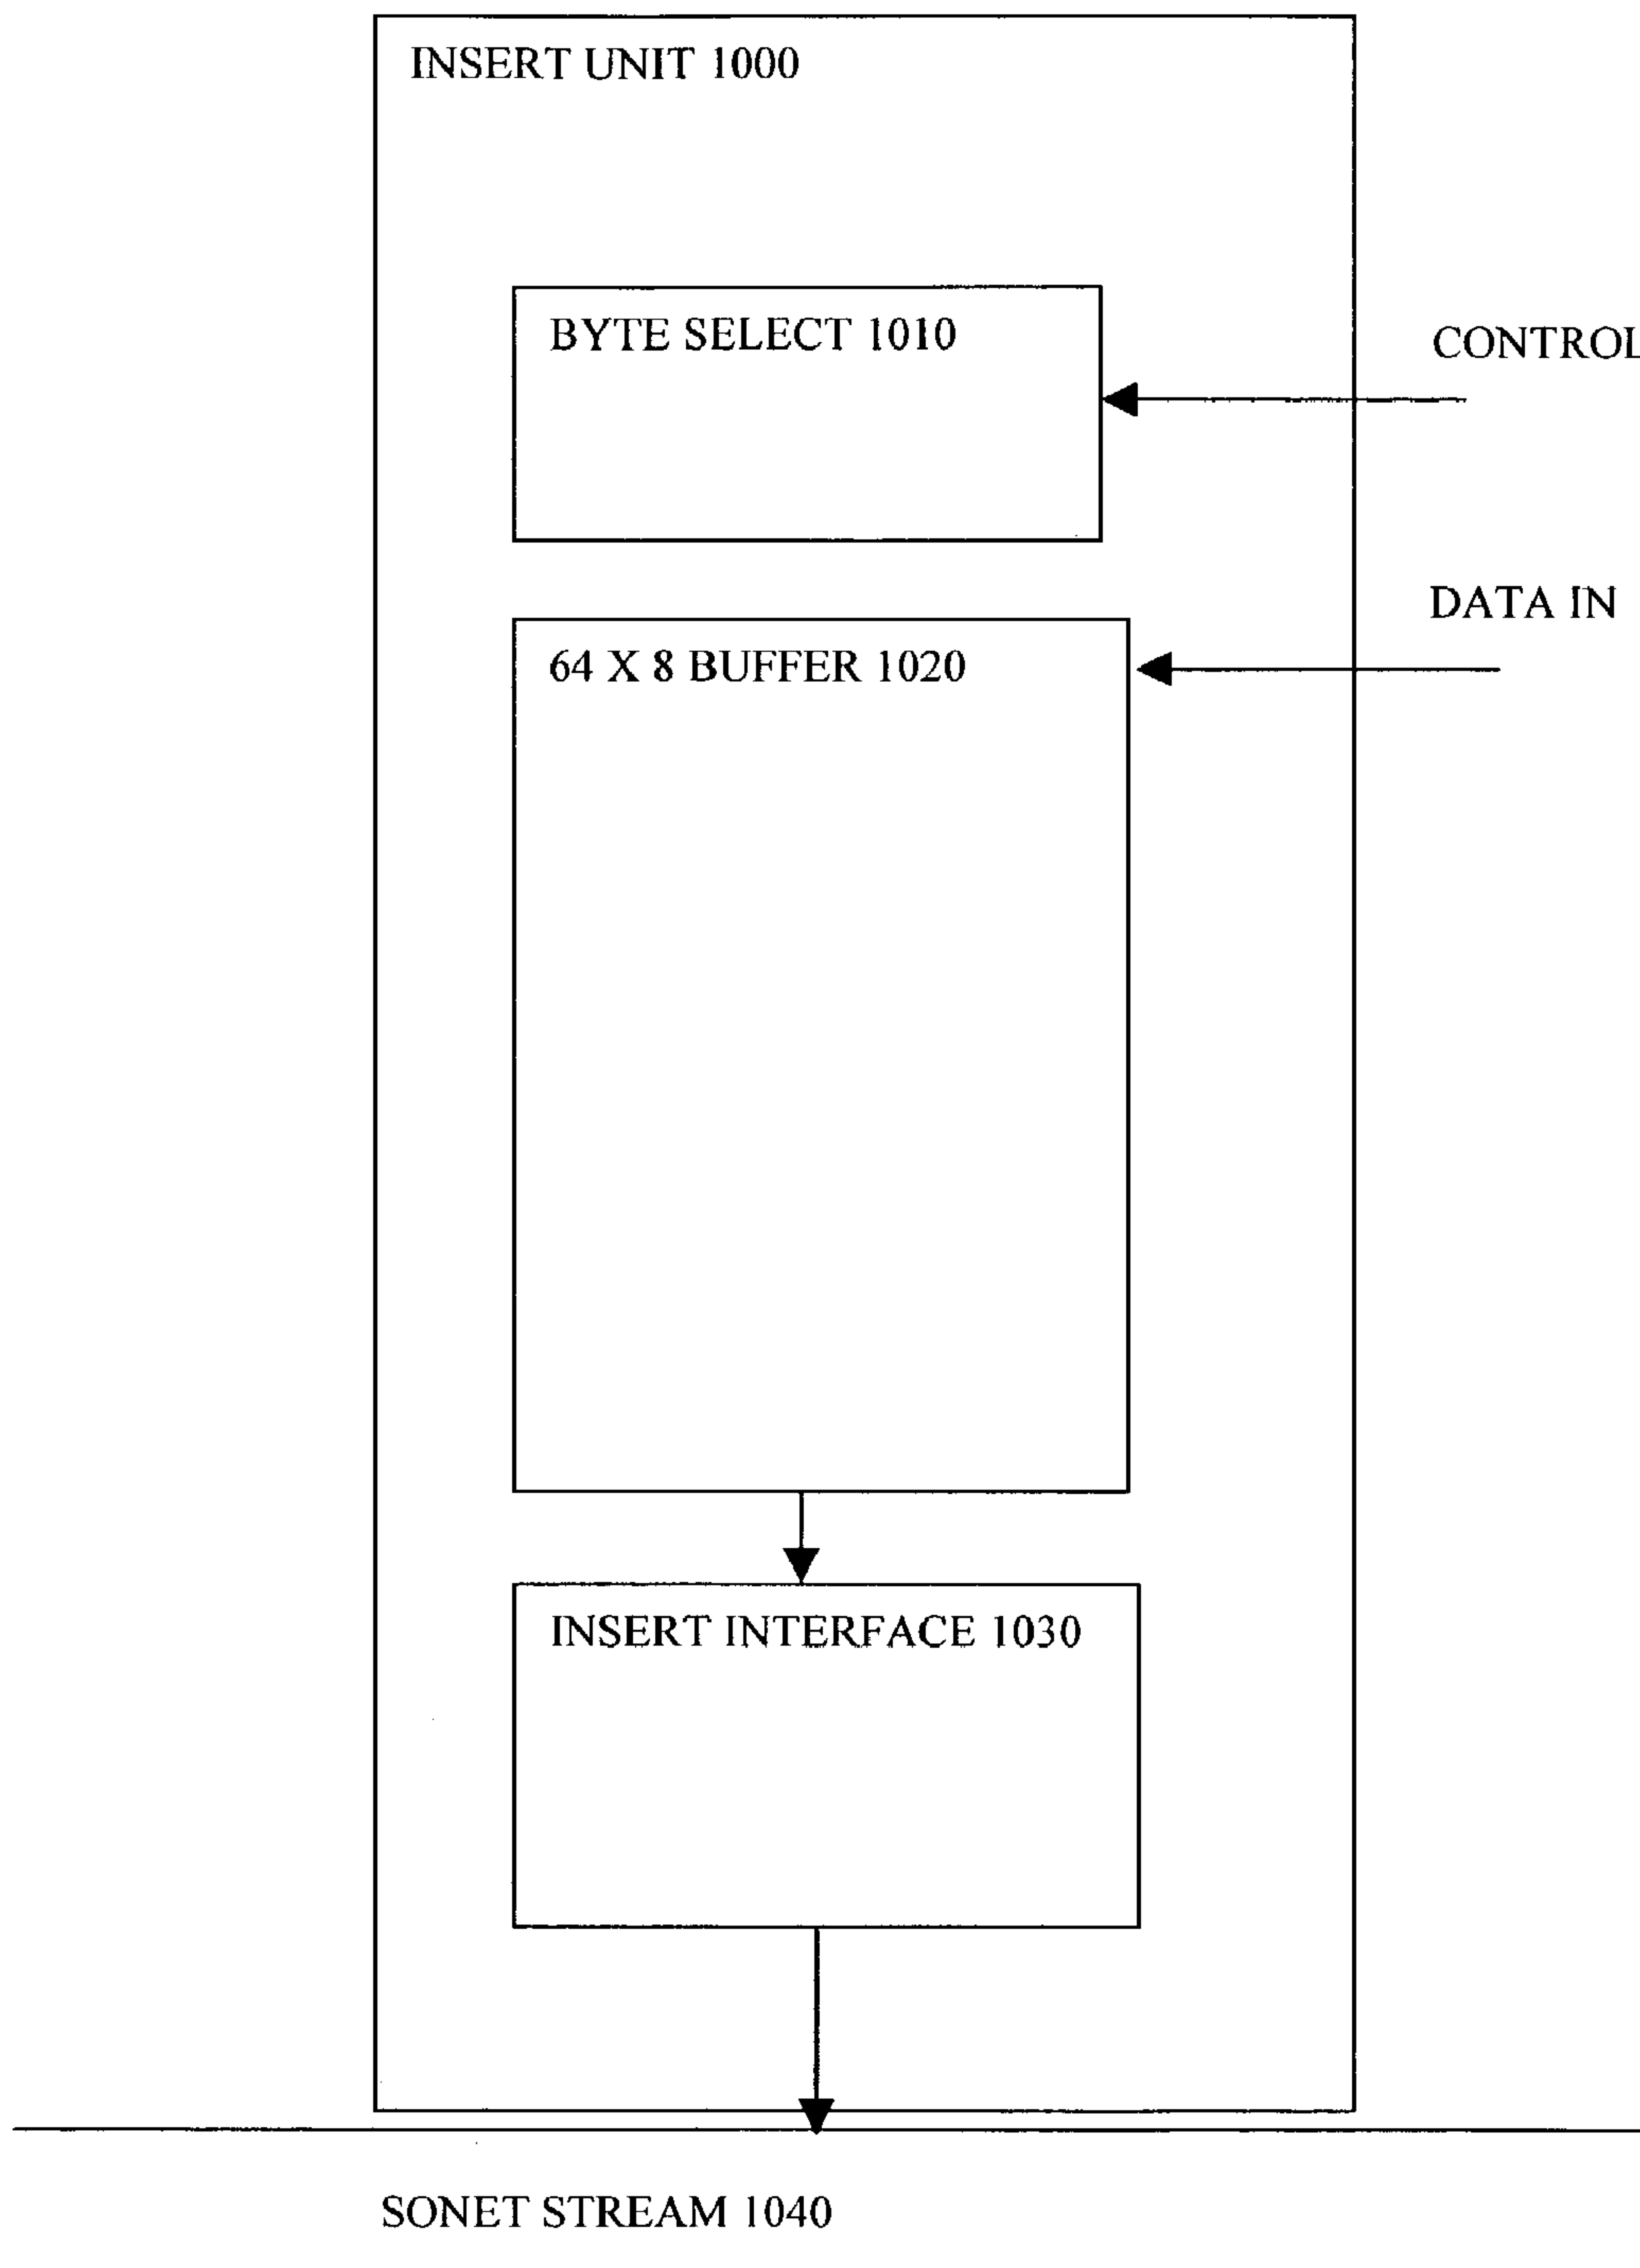 INSERT UNIT 1000
BYTE SELECT 1010
CONTROL
DATA IN
64 X 8 BUFFER 1020
INSERT INTERFACE 1030
SONET STREAM 1040